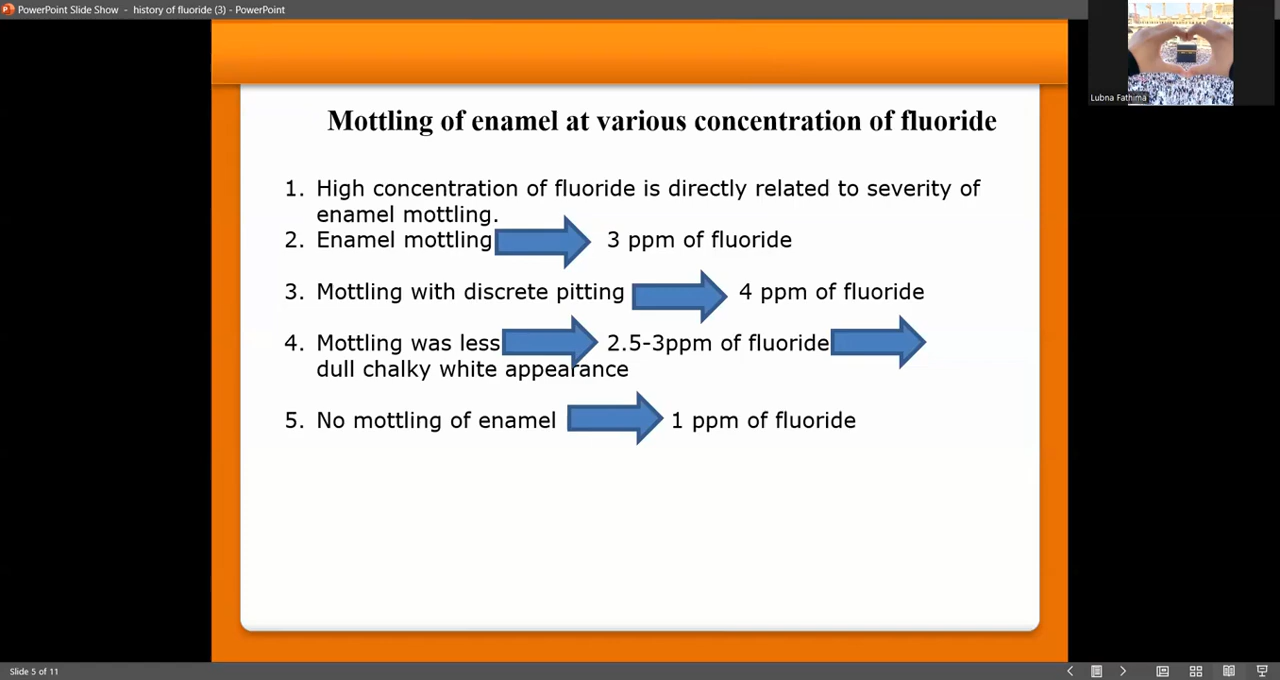 PowerPoint Slide Show - history of fluoride (3) - PowerPoint
Lubna Fathima
Mottling of enamel at various concentration of fluoride
1. High concentration of fluoride is directly related to severity of
enamel mottling.
2. Enamel mottling 3 ppm of fluoride
3. Mottling with discrete pitting 4 ppm of fluoride
4. Mottling was less 2.5-3ppm of fluoride
dull chalky white appearance
5. No mottling of enamel 1 ppm of fluoride
Slide 5 of 11